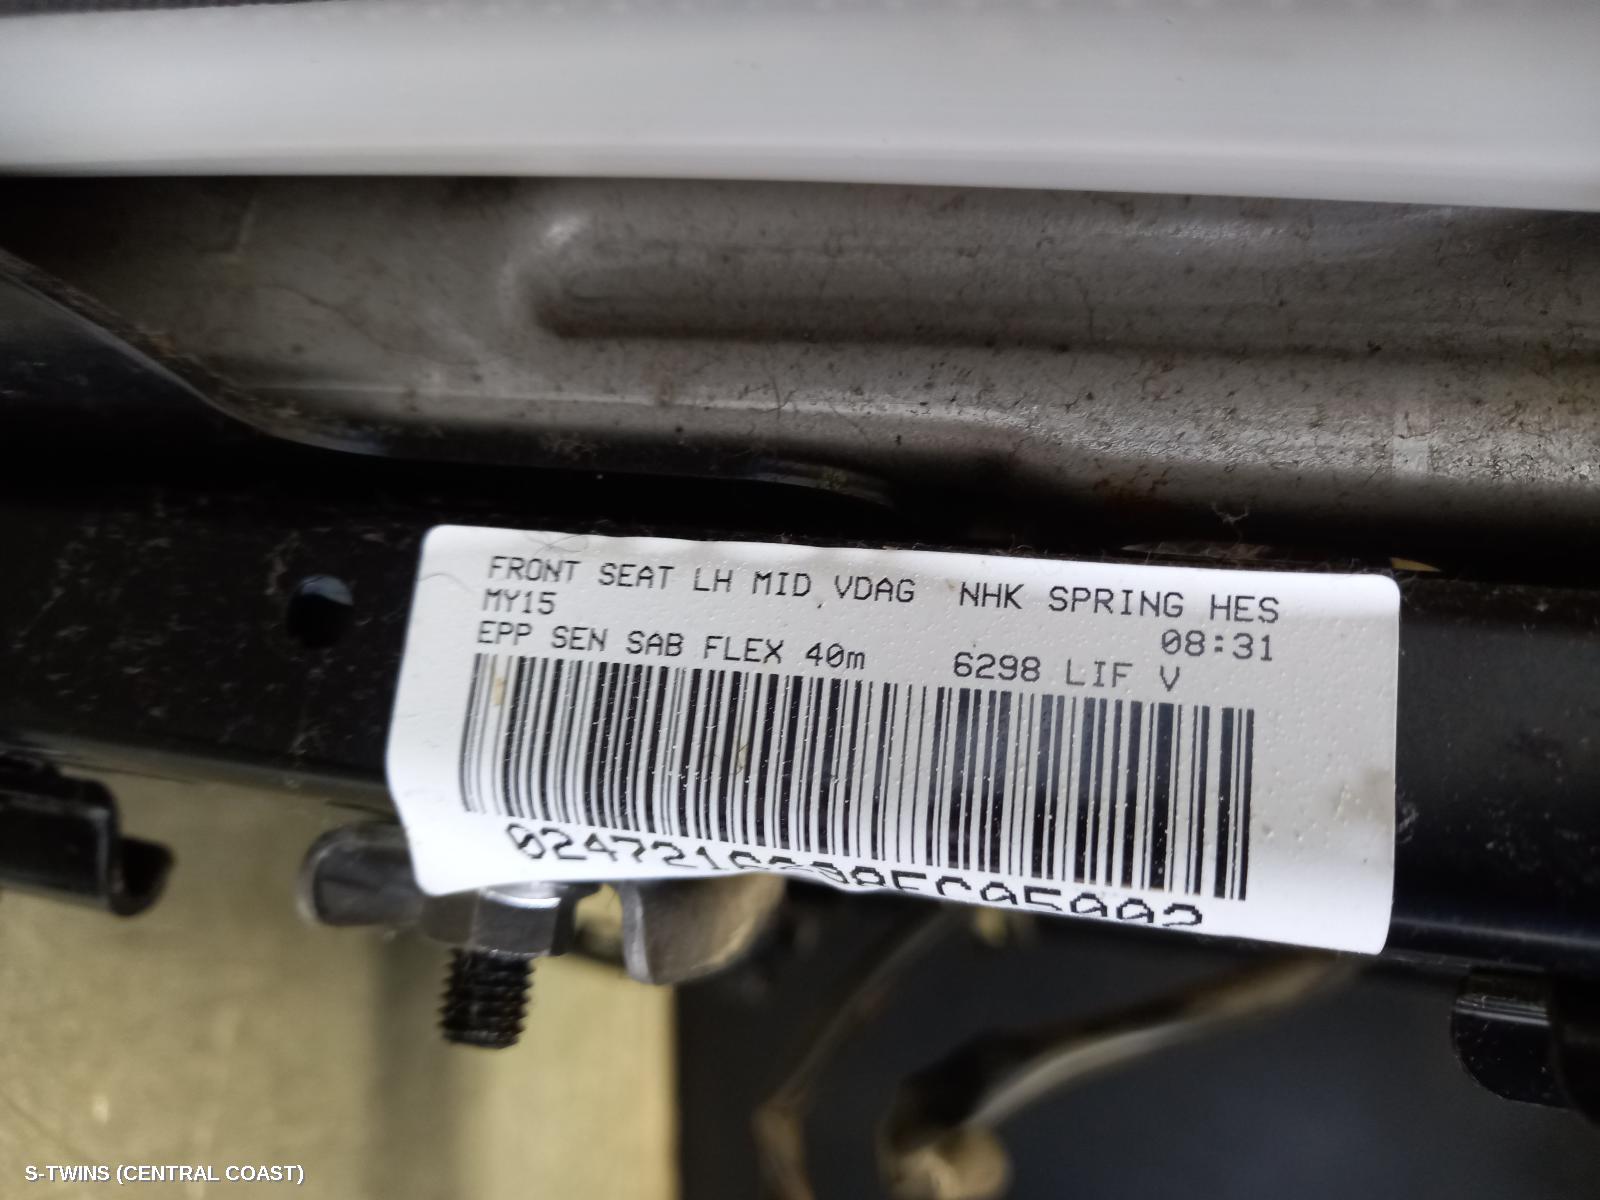 FRONT SEAT LH MID VDAG NHK SPRING HES
MY15 08:31
EPP SEN SAB FLEX 40m 6298 LIF V
S-TWINS (CENTRAL COAST)